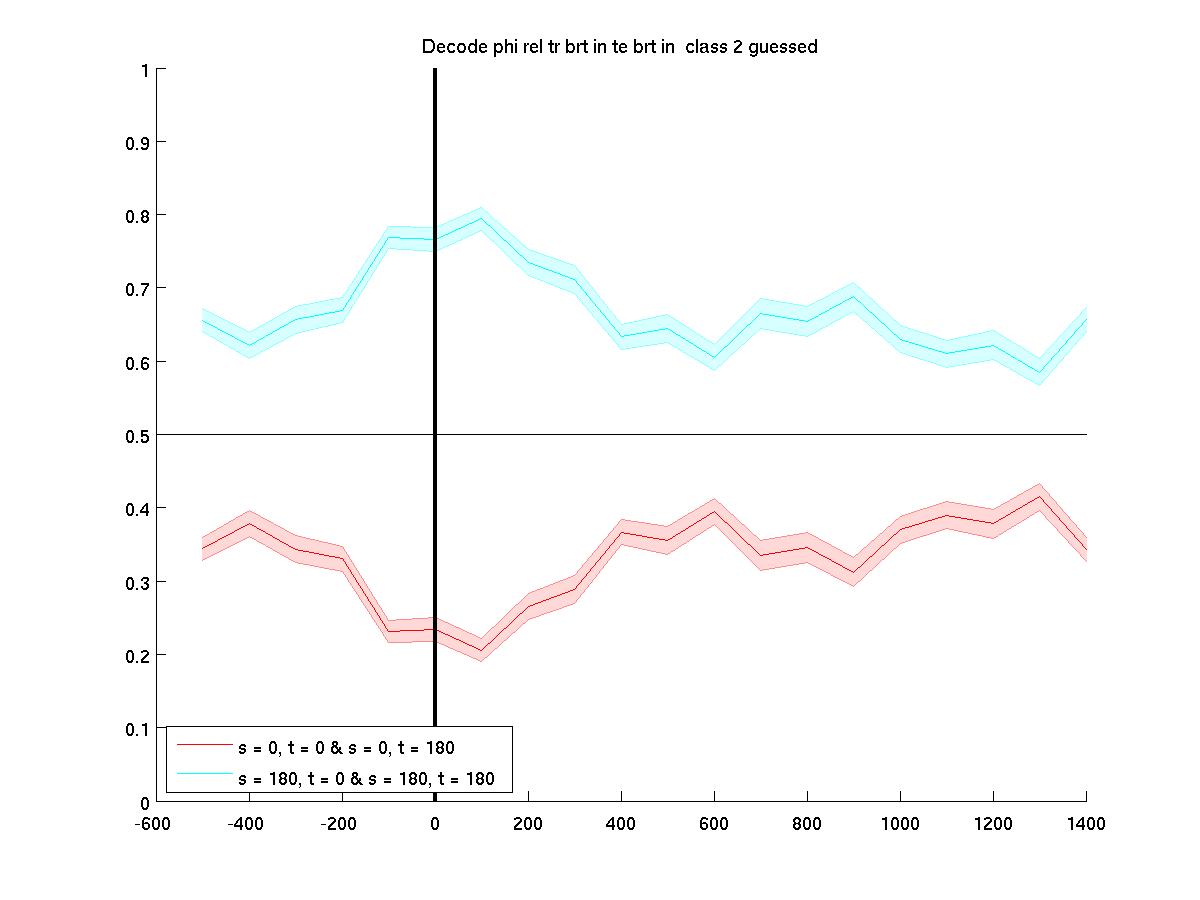 Decode phi rel tr brt in te brt in  class 2 guessed
1
0.9
0.8
0.7
0.6
0.5
0.4
0.3
0.2
0.1
0
s = 0, t = 0 & s = 0, t = 180
s = 180, t = 0 & s = 180, t = 180
-600 -400 -200 0 200 400 600 800 1000 1200 1400